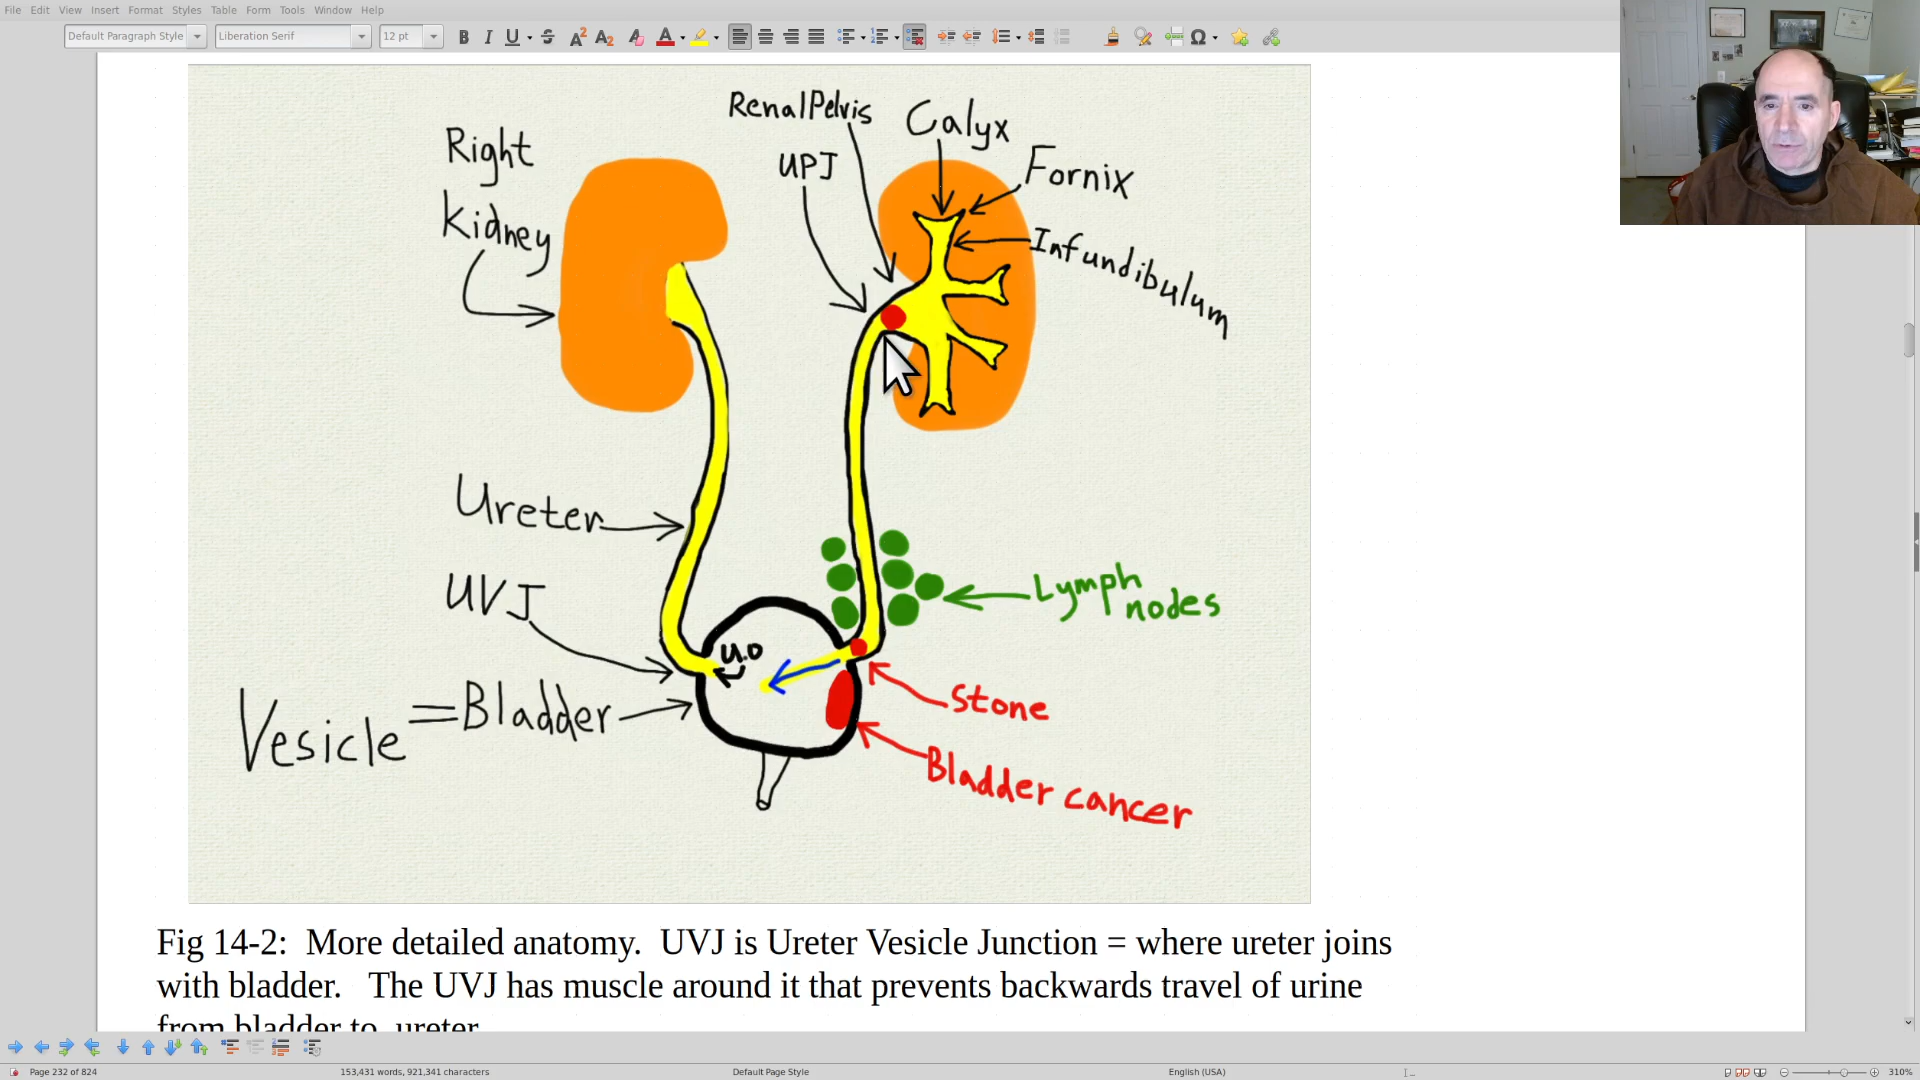 File Edit View Insert Format Styles Table Form Tools Window Help
Default Paragraph Style Liberation Serif 12 pt
Renal Pelvis
Calyx
Right
Kidney
UPJ
Fornix
Infundibulum
Ureter
UVJ
Lymph
nodes
u.o
Vesicle = Bladder
Stone
Bladder cancer
Fig 14-2: More detailed anatomy. UVJ is Ureter Vesicle Junction = where ureter joins
with bladder. The UVJ has muscle around it that prevents backwards travel of urine
from bladder to ureter
Page 232 of 824 153,431 words, 921,341 characters Default Page Style English (USA) 310%